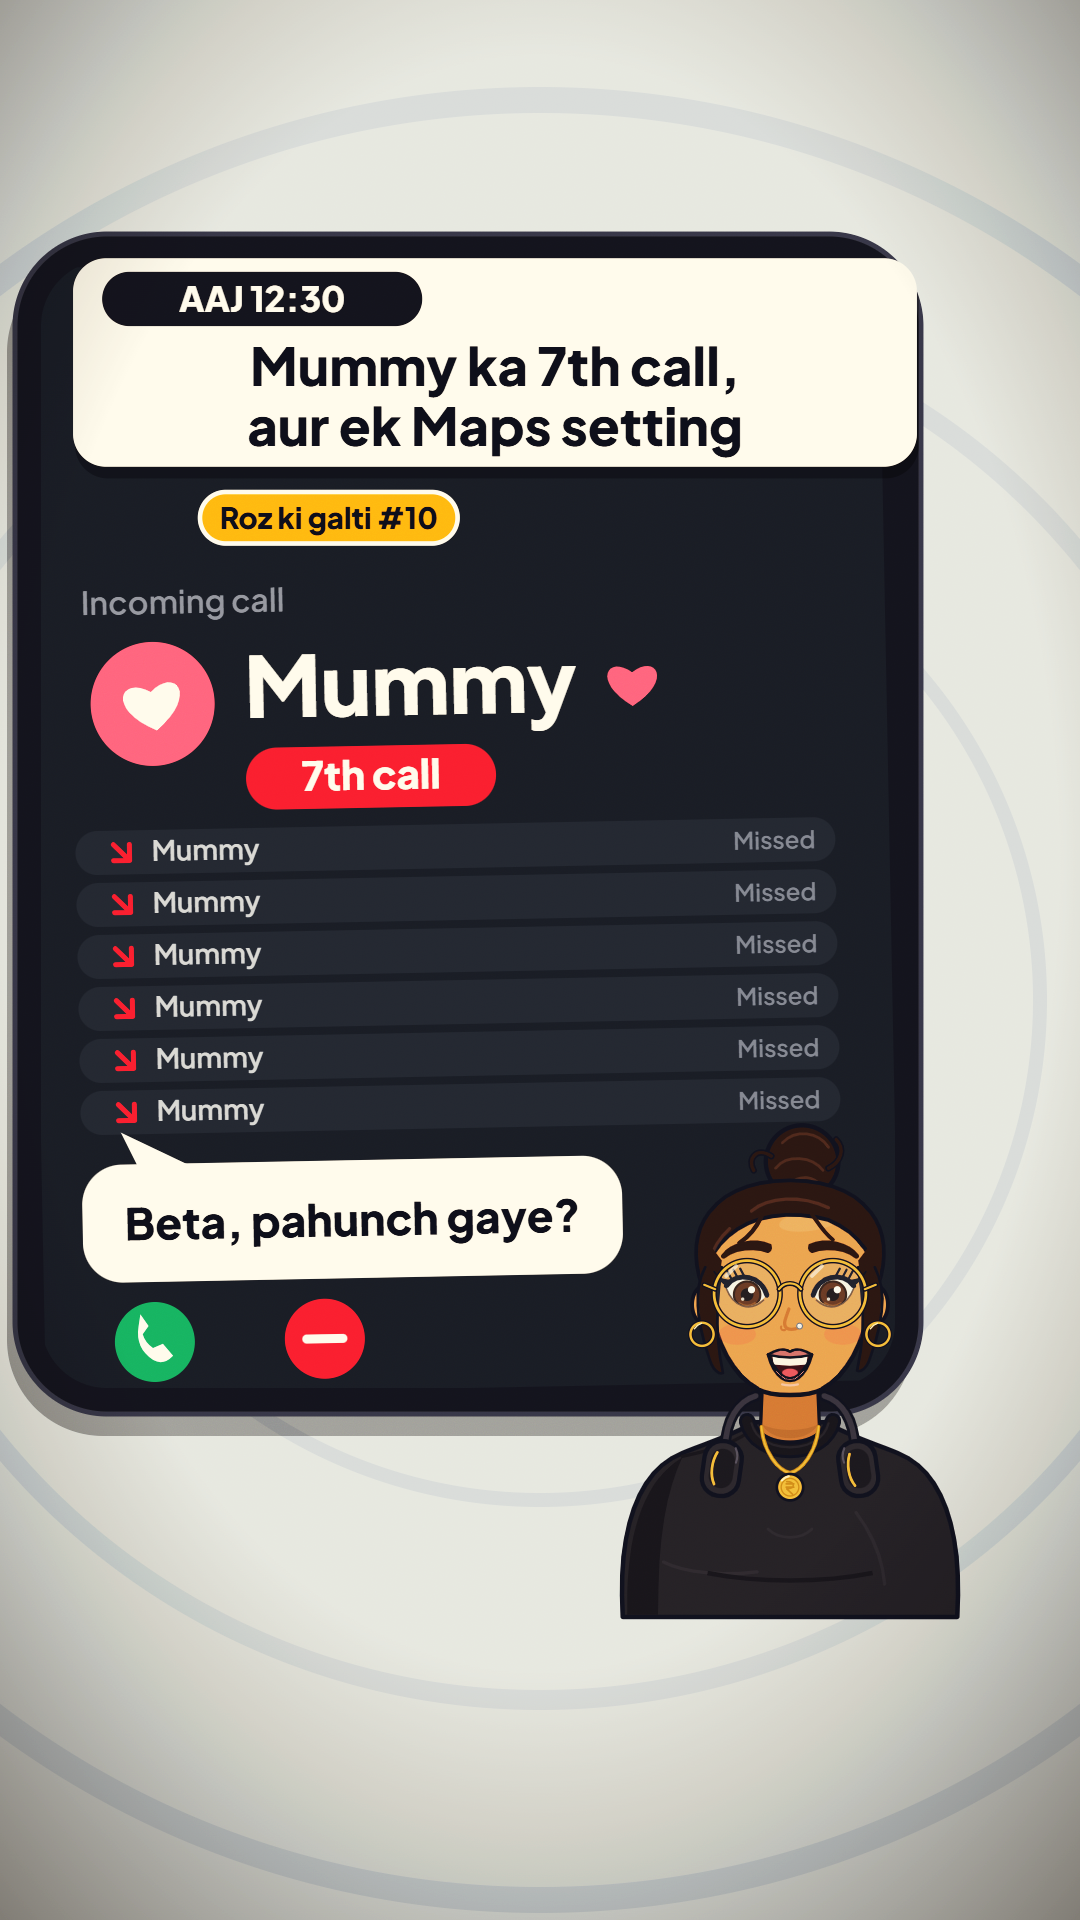 AAJ 12:30
Mummy ka 7th call,
aur ek Maps setting
Roz ki galti #10
Incoming call
Mummy
7th call
Mummy Missed
Mummy Missed
Mummy Missed
Mummy Missed
Mummy Missed
Mummy Missed
Beta, pahunch gaye?
₹